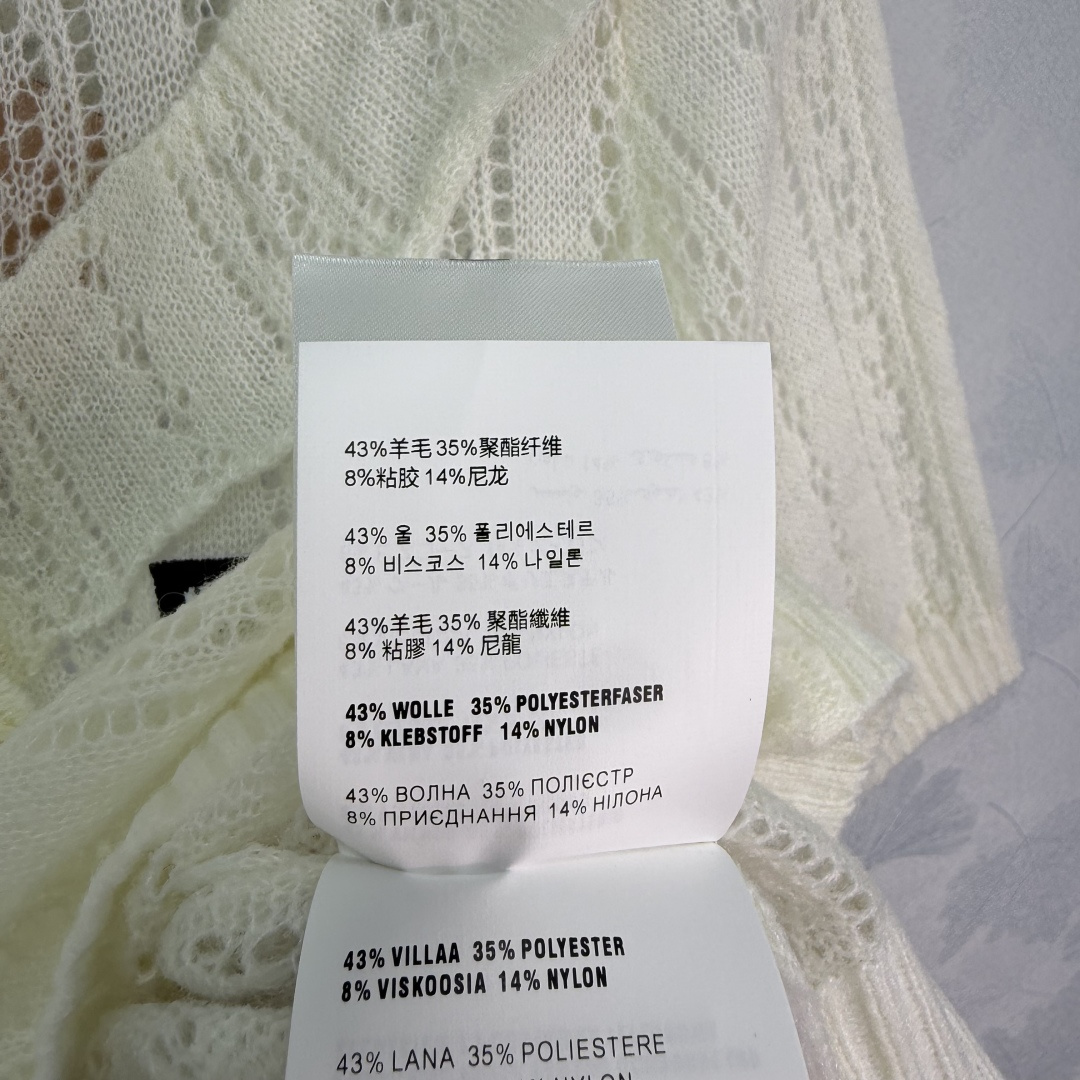 43%羊毛 35%聚酯纤维
8%粘胶 14%尼龙
43% 울 35% 폴리에스테르
8% 비스코스 14% 나일론
43%羊毛 35% 聚酯纖維
8% 粘膠 14% 尼龍
43% WOLLE 35% POLYESTERFASER
8% KLEBSTOFF 14% NYLON
43% ВОЛНА 35% ПОЛІЄСТР
8% ПРИЄДНАННЯ 14% НІЛОНА
43% VILLAA 35% POLYESTER
8% VISKOOSIA 14% NYLON
43% LANA 35% POLIESTERE
NYLON